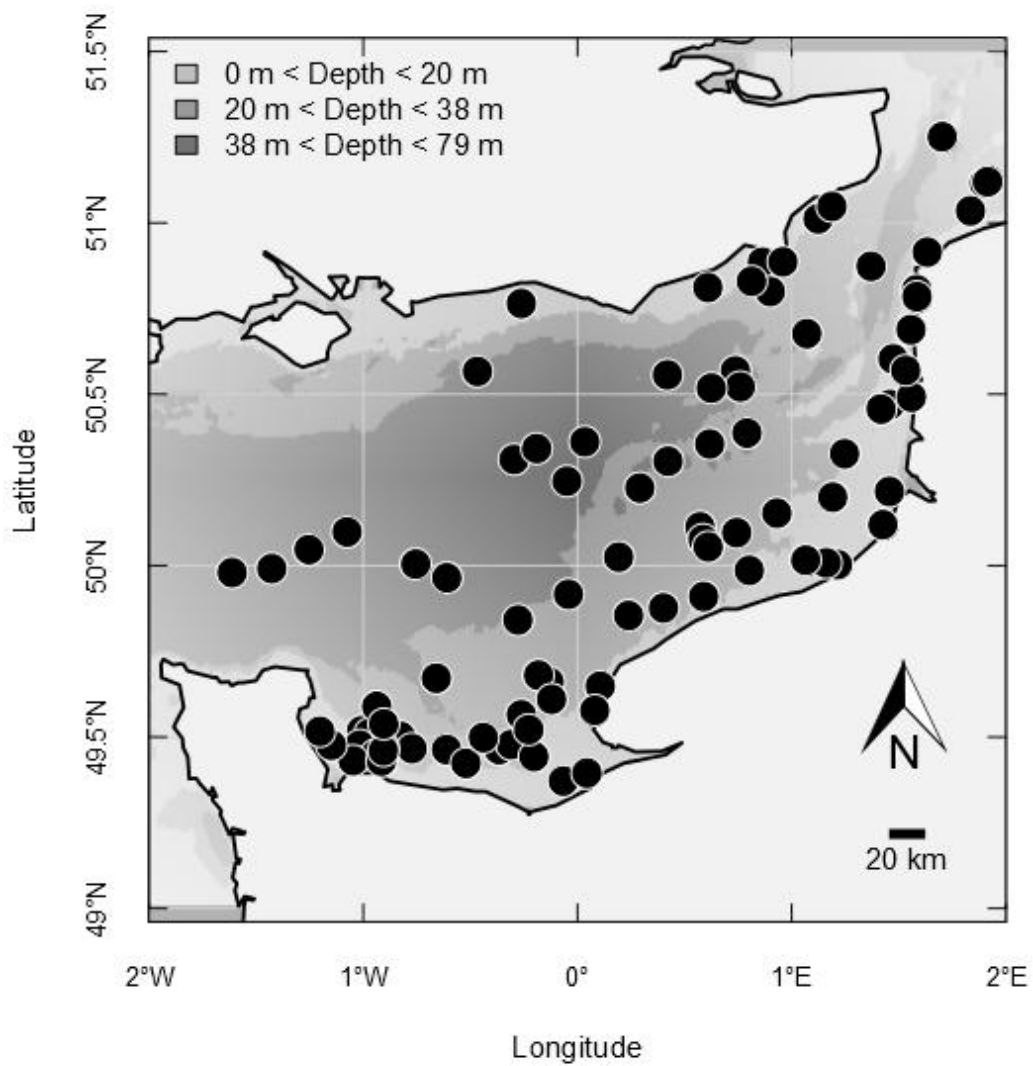 0 m < Depth < 20 m
20 m < Depth < 38 m
38 m < Depth < 79 m
51.5°N
51°N
50.5°N
50°N
49.5°N
49°N
Latitude
N
20 km
2°W 1°W 0° 1°E 2°E
Longitude